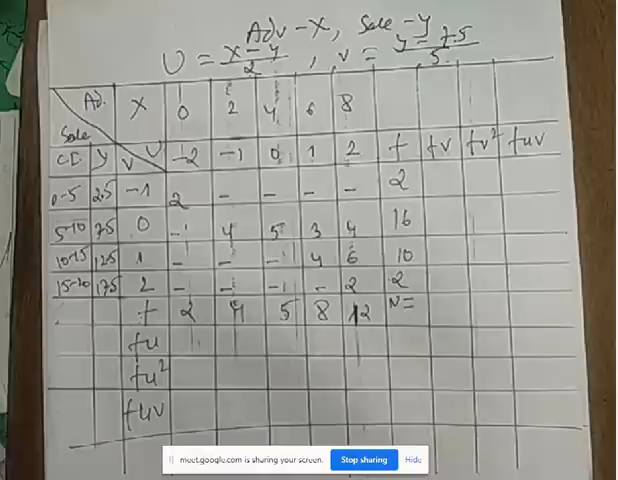 Adv - X, Sale - y
U = x - 4 / 2 , , v = y - 7.5 / 5
Ad. X 0 2 4 6 8
Sale
C.I. y v U -2 -1 0 1 2 f fv fv² fuv
0-5 2.5 -1 2 - - - - 2
5-10 7.5 0 - 4 5 3 4 16
10-15 12.5 1 - - - 4 6 10
15-20 17.5 2 - - - - 2 2
f 2 4 5 8 12 N=
fu
fu²
fuv
meet.google.com is sharing your screen. Stop sharing Hide